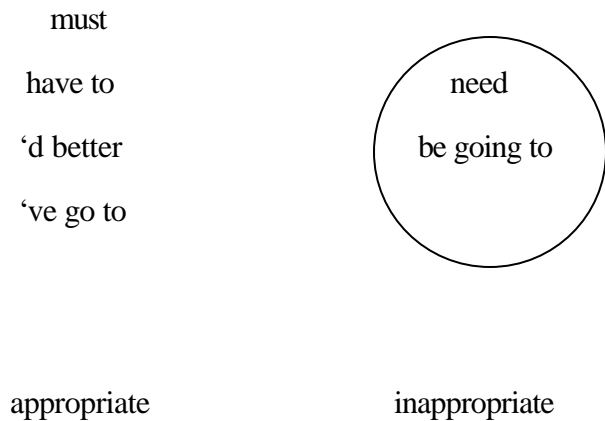 must
have to need
‘d better be going to
‘ve go to
appropriate inappropriate